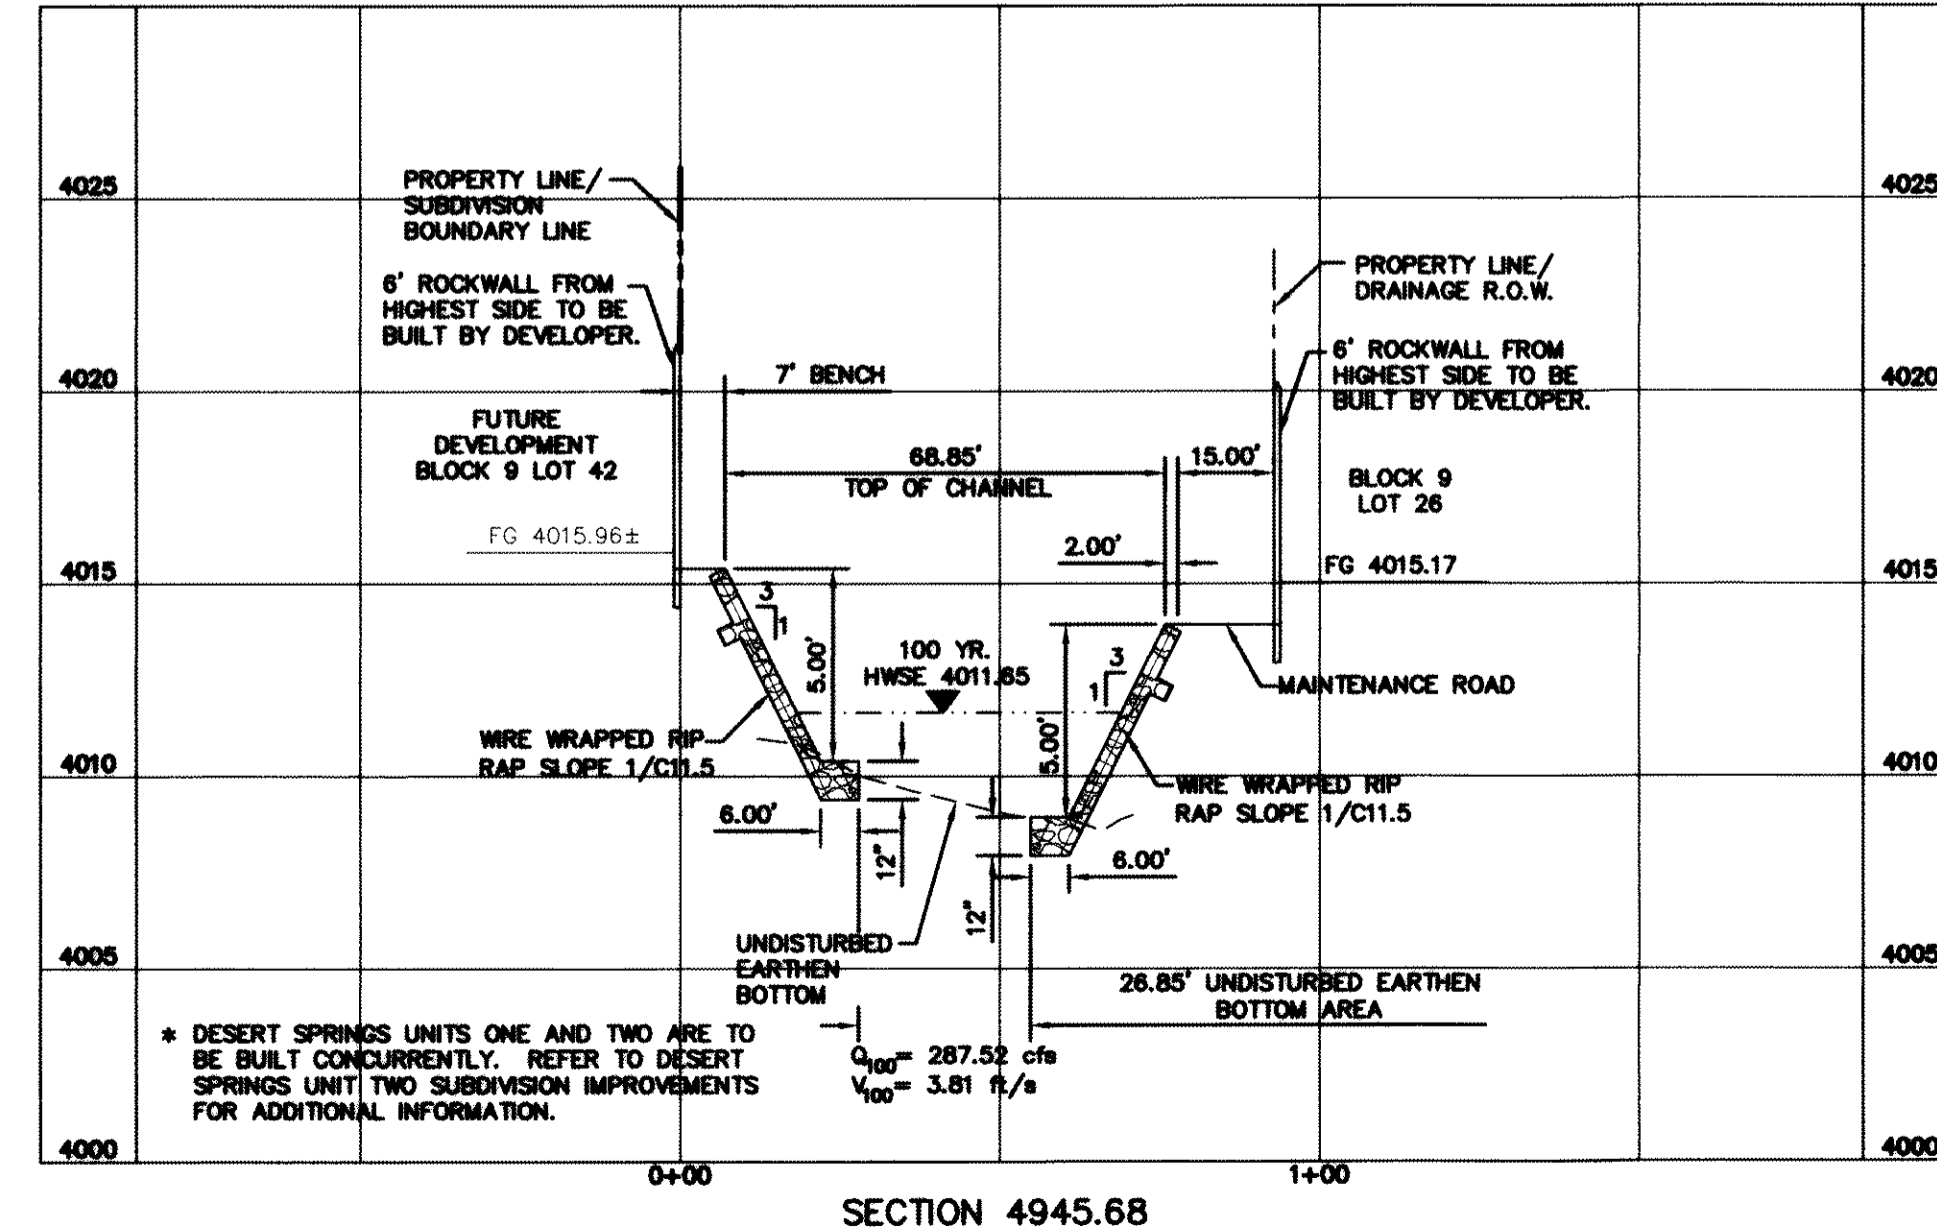 4025
4025
PROPERTY LINE/
SUBDIVISION
BOUNDARY LINE
PROPERTY LINE/
DRAINAGE R.O.W.
6' ROCKWALL FROM
HIGHEST SIDE TO BE
BUILT BY DEVELOPER.
6' ROCKWALL FROM
HIGHEST SIDE TO BE
BUILT BY DEVELOPER.
4020
7' BENCH
4020
FUTURE
DEVELOPMENT
BLOCK 9 LOT 42
68.85'
TOP OF CHANNEL
15.00'
BLOCK 9
LOT 26
FG 4015.96±
2.00'
FG 4015.17
4015
4015
3
1
5.00'
100 YR.
HWSE 4011.65
3
1
MAINTENANCE ROAD
WIRE WRAPPED RIP
RAP SLOPE 1/C11.5
5.00'
4010
4010
WIRE WRAPPED RIP
RAP SLOPE 1/C11.5
6.00'
12"
6.00'
12"
UNDISTURBED
EARTHEN
BOTTOM
4005
4005
26.85' UNDISTURBED EARTHEN
BOTTOM AREA
* DESERT SPRINGS UNITS ONE AND TWO ARE TO
BE BUILT CONCURRENTLY. REFER TO DESERT
SPRINGS UNIT TWO SUBDIVISION IMPROVEMENTS
FOR ADDITIONAL INFORMATION.
Q100= 287.52 cfs
V100= 3.81 ft/s
4000
4000
0+00
1+00
SECTION 4945.68